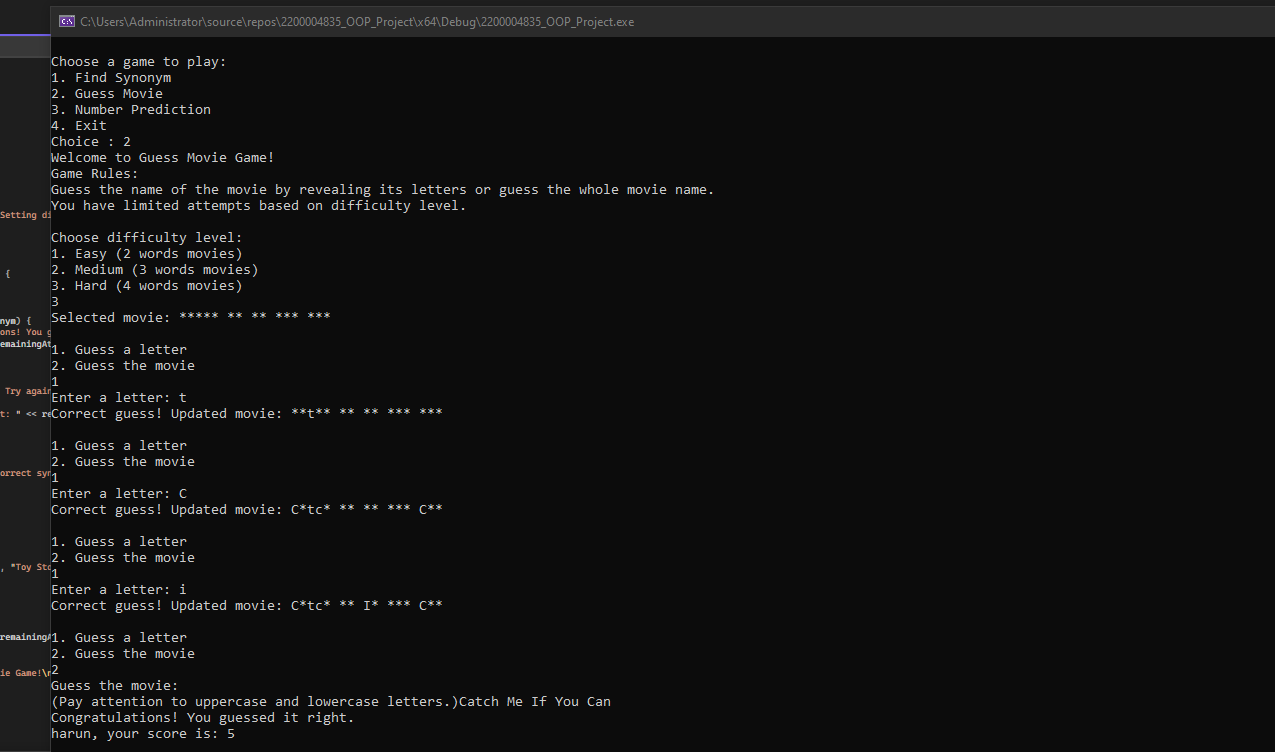 C:\Users\Administrator\source\repos\2200004835_OOP_Project\x64\Debug\2200004835_OOP_Project.exe
Choose a game to play:
1. Find Synonym
2. Guess Movie
3. Number Prediction
4. Exit
Choice : 2
Welcome to Guess Movie Game!
Game Rules:
Guess the name of the movie by revealing its letters or guess the whole movie name.
You have limited attempts based on difficulty level.
Setting di
Choose difficulty level:
1. Easy (2 words movies)
2. Medium (3 words movies)
{
3. Hard (4 words movies)
3
Selected movie: ***** ** ** *** ***
nym) {
ons! You g
emainingAt
1. Guess a letter
2. Guess the movie
1
Try again
Enter a letter: t
t: " << re
Correct guess! Updated movie: **t** ** ** *** ***
1. Guess a letter
2. Guess the movie
orrect syn
1
Enter a letter: C
Correct guess! Updated movie: C*tc* ** ** *** C**
1. Guess a letter
2. Guess the movie
, "Toy Sto
1
Enter a letter: i
Correct guess! Updated movie: C*tc* ** I* *** C**
remainingA
1. Guess a letter
2. Guess the movie
ie Game!\n
2
Guess the movie:
(Pay attention to uppercase and lowercase letters.)Catch Me If You Can
Congratulations! You guessed it right.
harun, your score is: 5